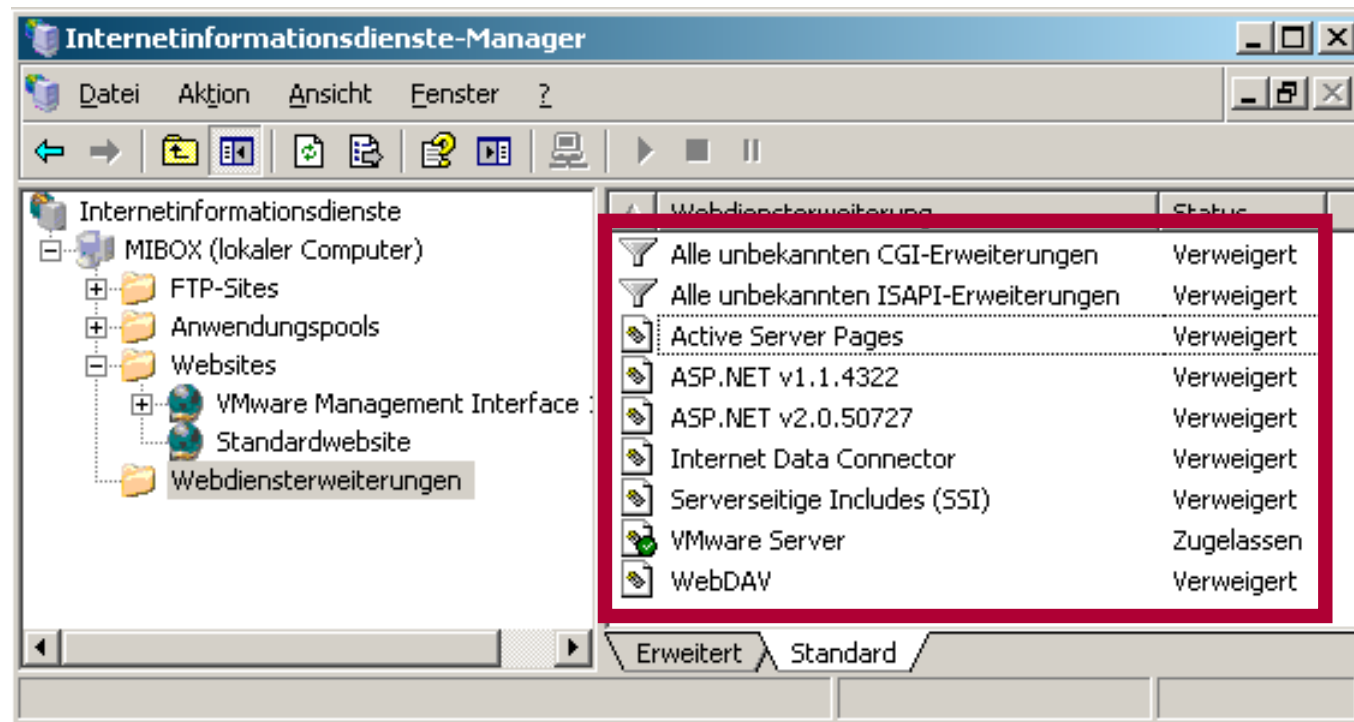 Internetinformationsdienste-Manager
Datei Aktion Ansicht Fenster ?
Internetinformationsdienste
MIBOX (lokaler Computer)
FTP-Sites
Anwendungspools
Websites
VMware Management Interface
Standardwebsite
Webdiensterweiterungen
Webdiensterweiterung Status
Alle unbekannten CGI-Erweiterungen Verweigert
Alle unbekannten ISAPI-Erweiterungen Verweigert
Active Server Pages Verweigert
ASP.NET v1.1.4322 Verweigert
ASP.NET v2.0.50727 Verweigert
Internet Data Connector Verweigert
Serverseitige Includes (SSI) Verweigert
VMware Server Zugelassen
WebDAV Verweigert
Erweitert Standard